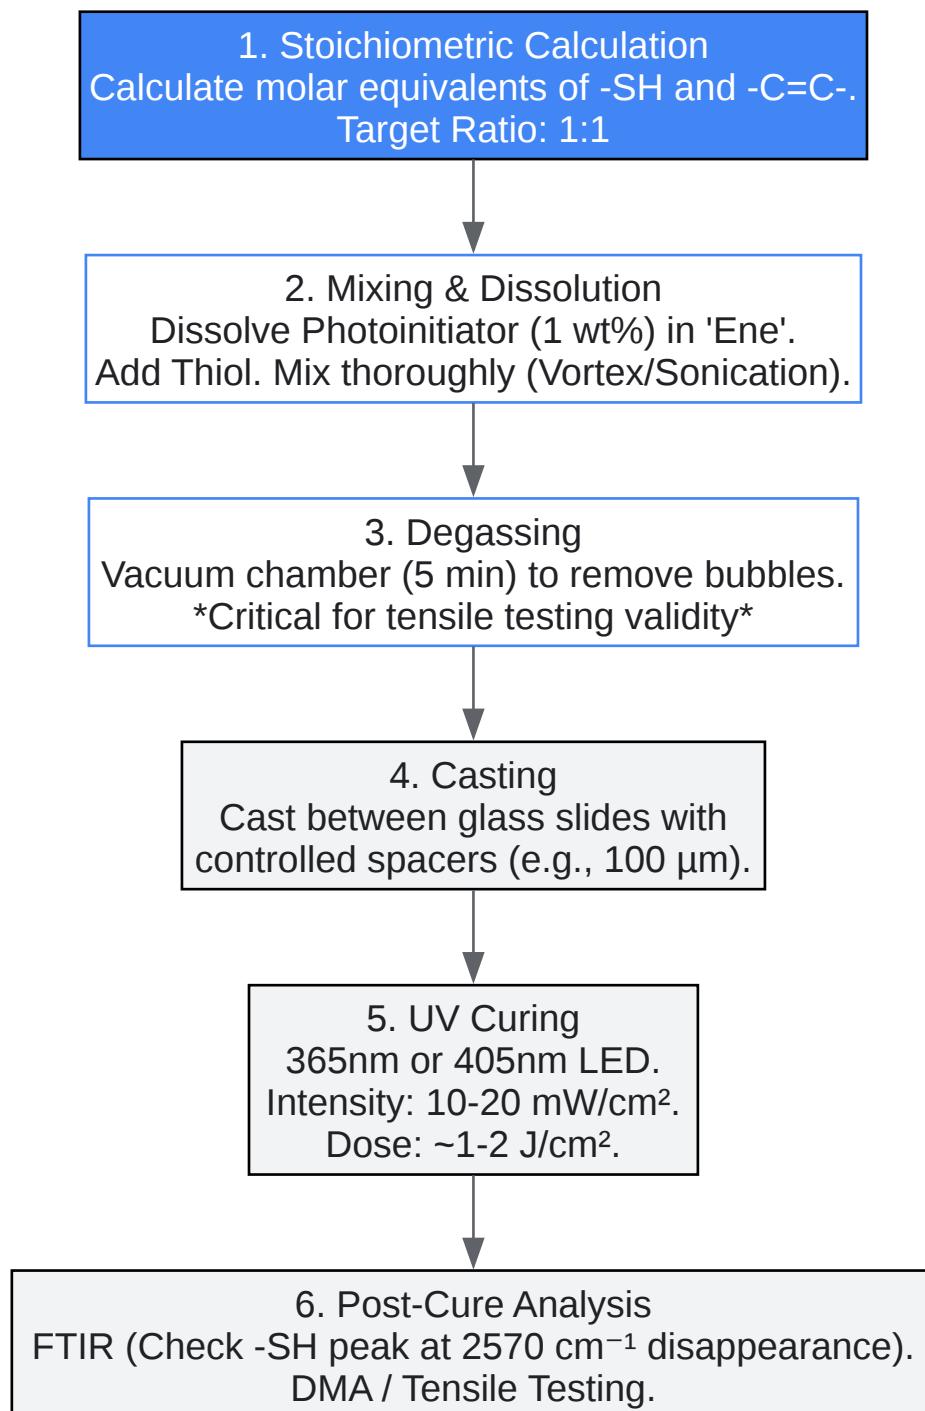 1. Stoichiometric Calculation
Calculate molar equivalents of -SH and -C=C-.
Target Ratio: 1:1
2. Mixing & Dissolution
Dissolve Photoinitiator (1 wt%) in 'Ene'.
Add Thiol. Mix thoroughly (Vortex/Sonication).
3. Degassing
Vacuum chamber (5 min) to remove bubbles.
*Critical for tensile testing validity*
4. Casting
Cast between glass slides with
controlled spacers (e.g., 100 µm).
5. UV Curing
365nm or 405nm LED.
Intensity: 10-20 mW/cm².
Dose: ~1-2 J/cm².
6. Post-Cure Analysis
FTIR (Check -SH peak at 2570 cm⁻¹ disappearance).
DMA / Tensile Testing.